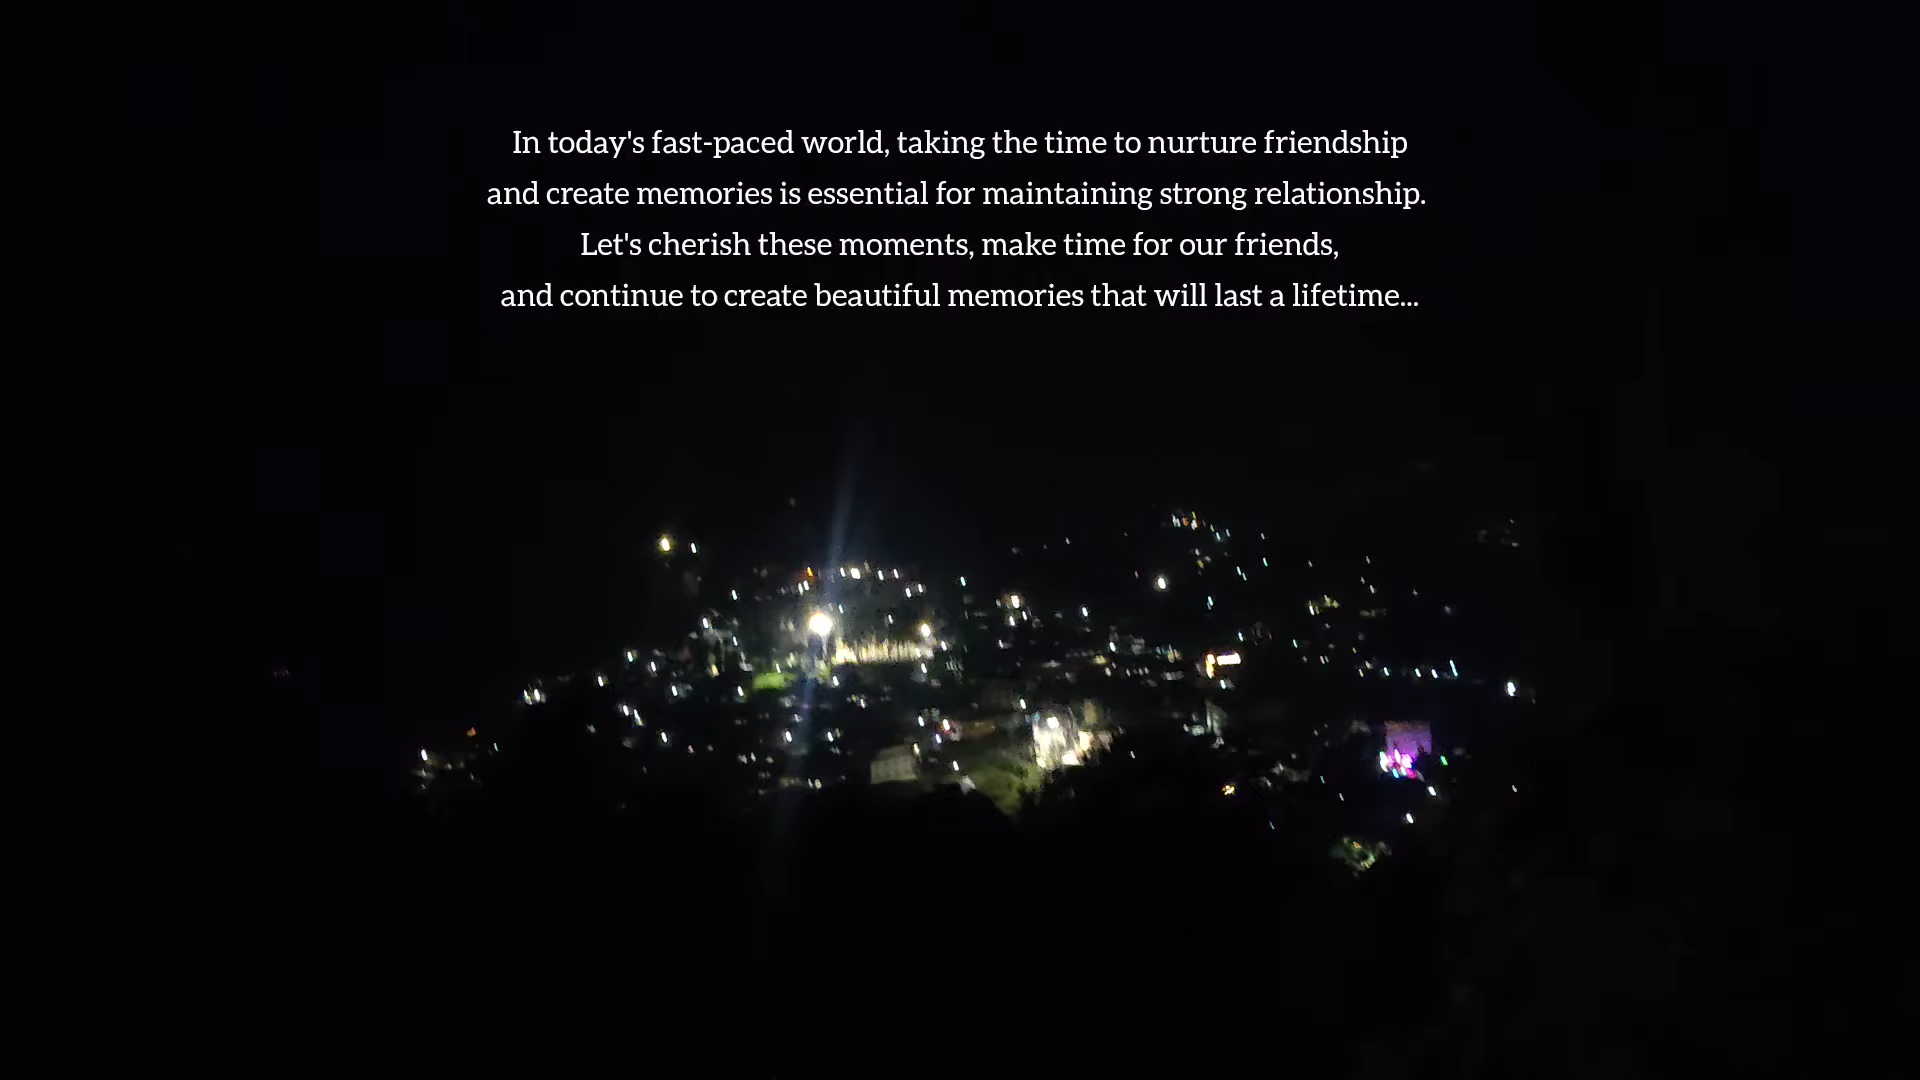 In today's fast-paced world, taking the time to nurture friendship
and create memories is essential for maintaining strong relationship.
Let's cherish these moments, make time for our friends,
and continue to create beautiful memories that will last a lifetime...